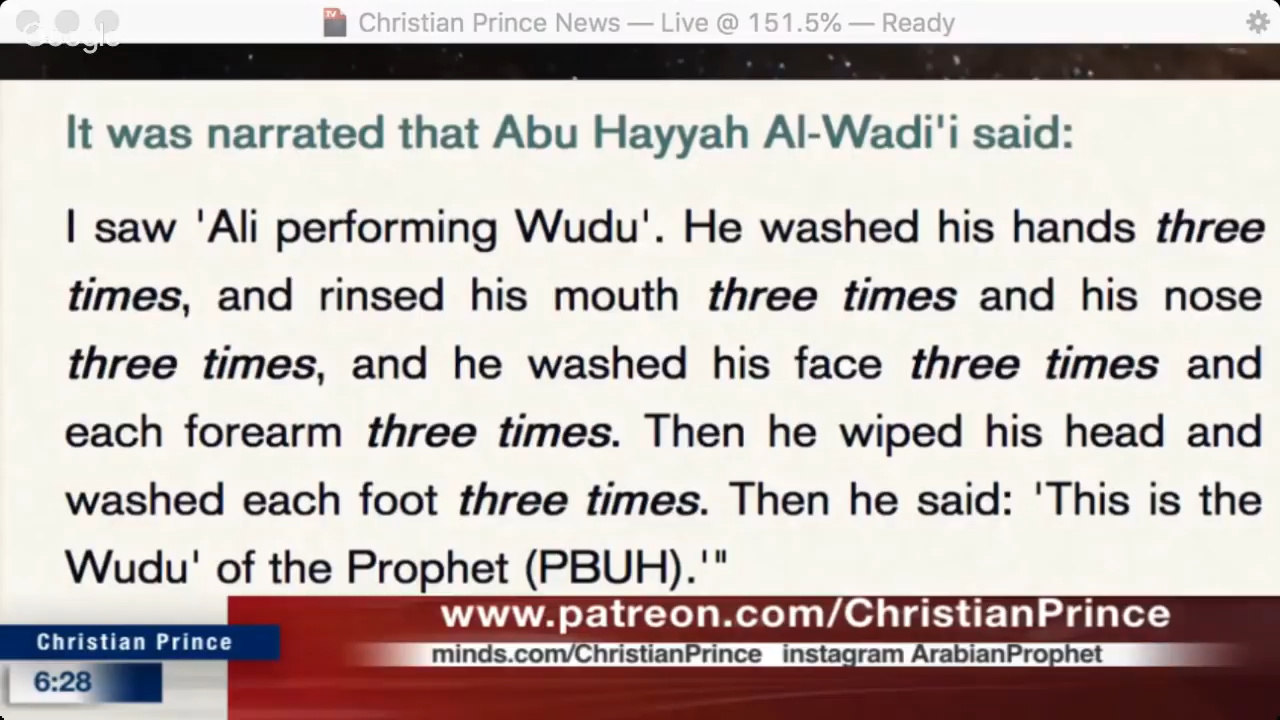 Christian Prince News — Live @ 151.5% — Ready
Google
It was narrated that Abu Hayyah Al-Wadi'i said:
I saw 'Ali performing Wudu'. He washed his hands three
times, and rinsed his mouth three times and his nose
three times, and he washed his face three times and
each forearm three times. Then he wiped his head and
washed each foot three times. Then he said: 'This is the
Wudu' of the Prophet (PBUH).'"
www.patreon.com/ChristianPrince
Christian Prince
minds.com/ChristianPrince instagram ArabianProphet
6:28